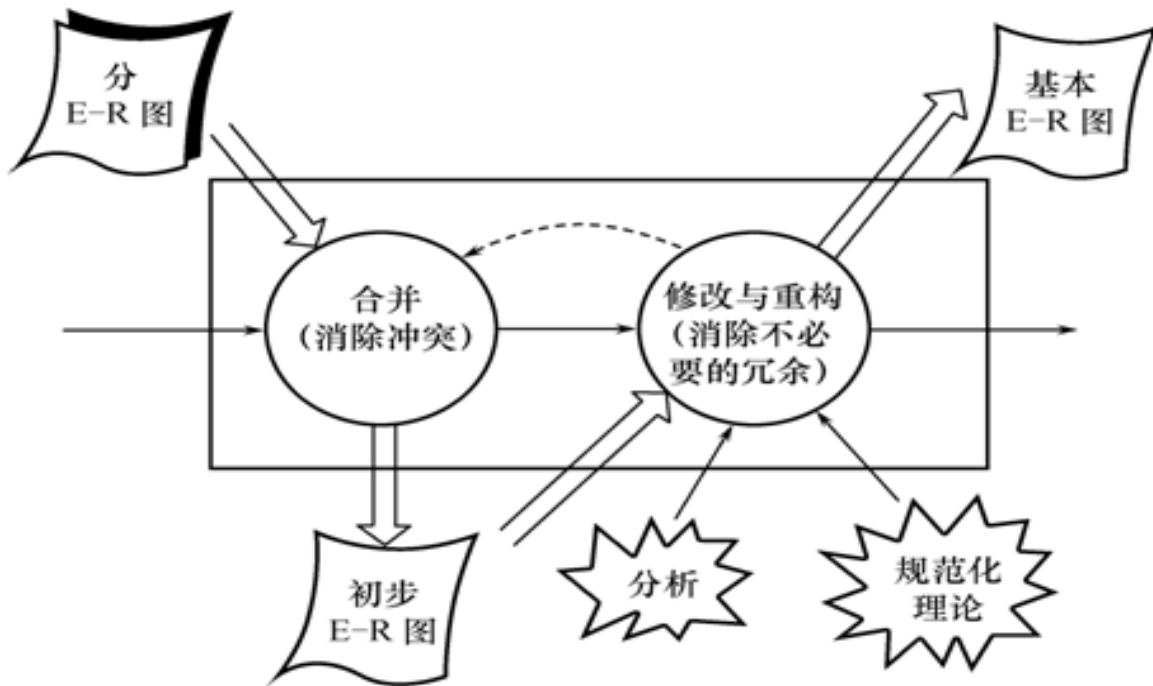 分
E-R 图
基本
E-R 图
合并
(消除冲突)
修改与重构
(消除不必
要的冗余)
初步
E-R 图
分析
规范化
理论